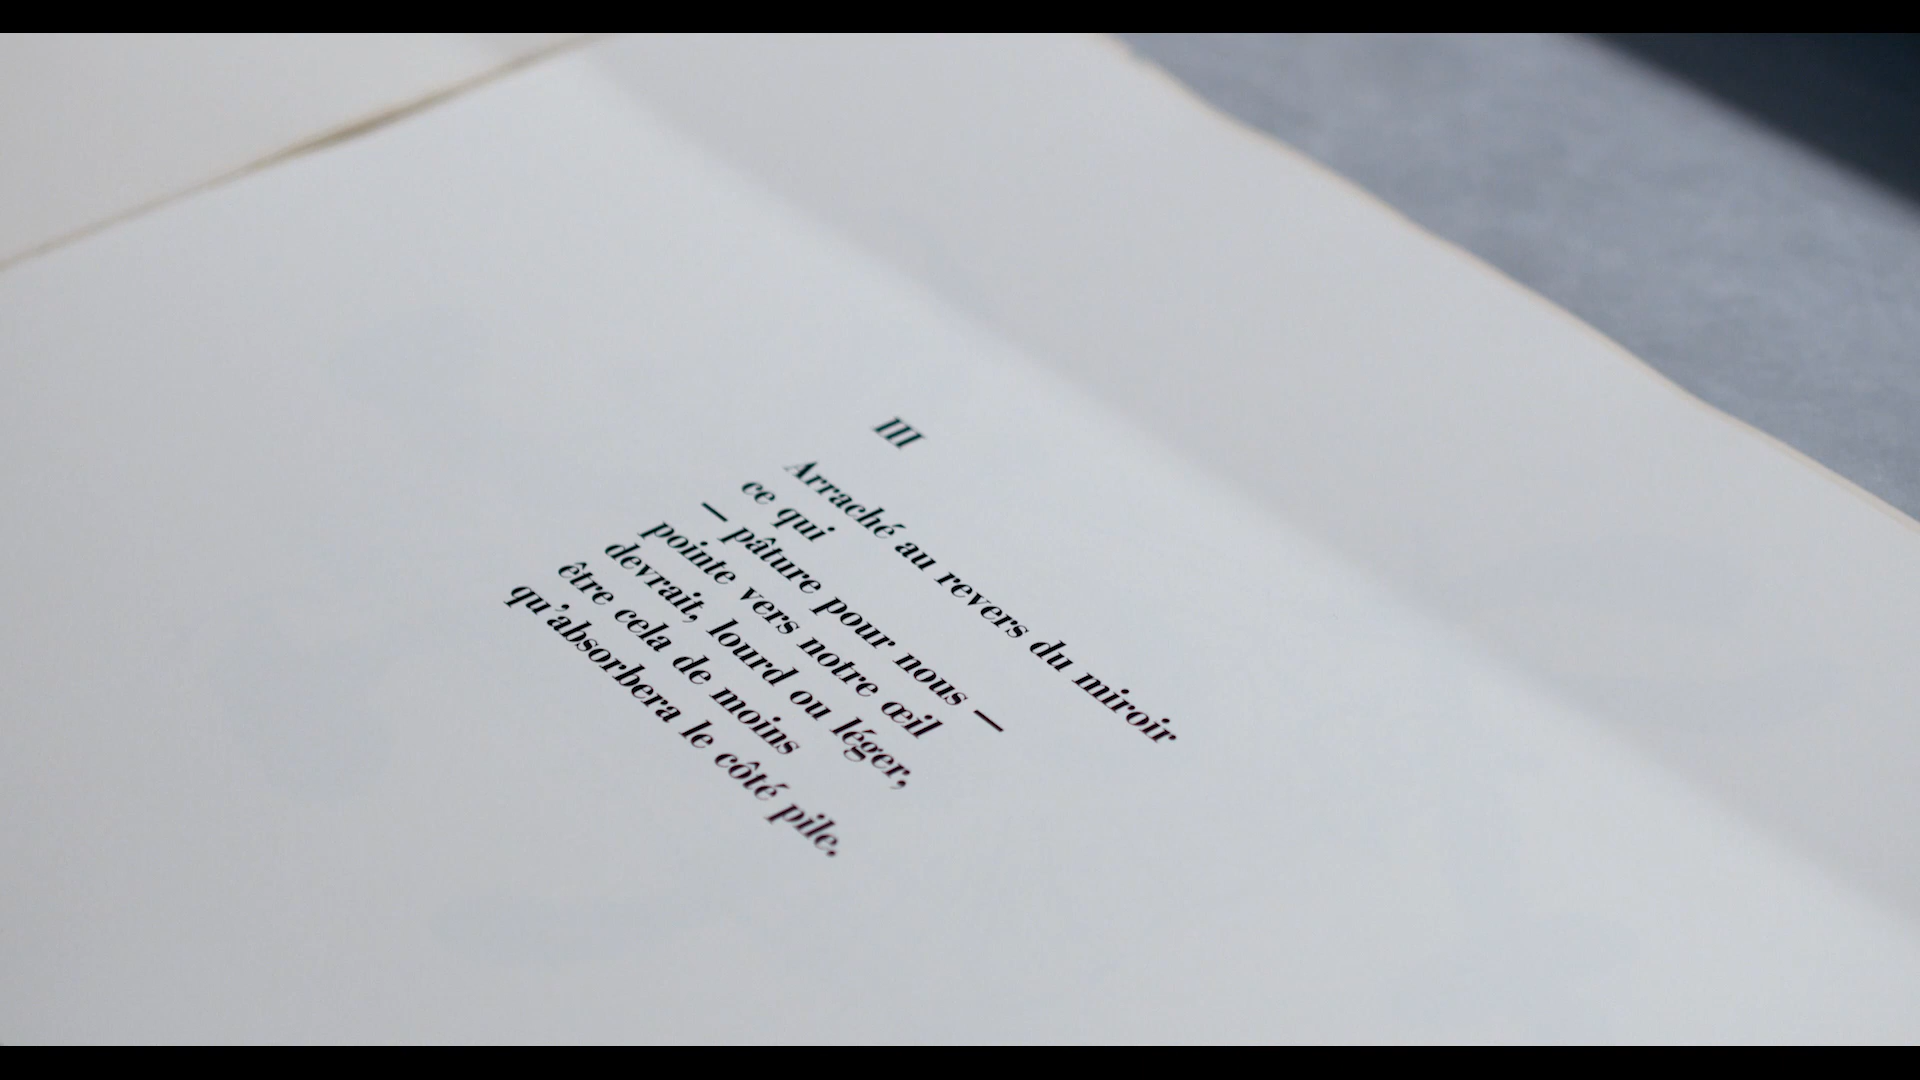 III
Arraché au revers du miroir
ce qui
— pâture pour nous —
pointe vers notre œil
devrait, lourd ou léger,
être cela de moins
qu'absorbera le côté pile.